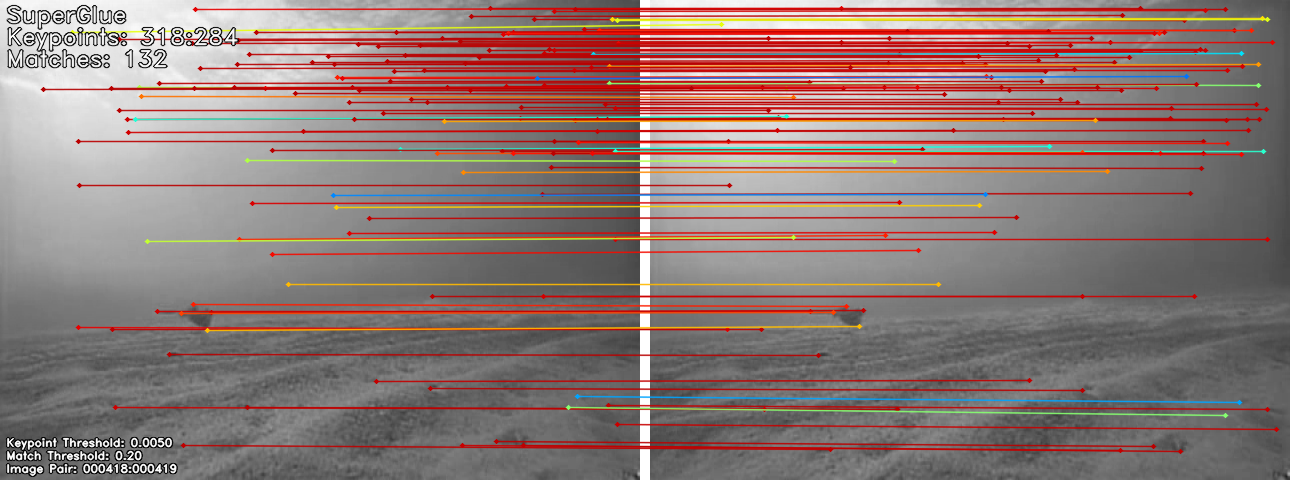 SuperGlue
Keypoints: 318:284
Matches: 132
Keypoint Threshold: 0.0050
Match Threshold: 0.20
Image Pair: 000418:000419